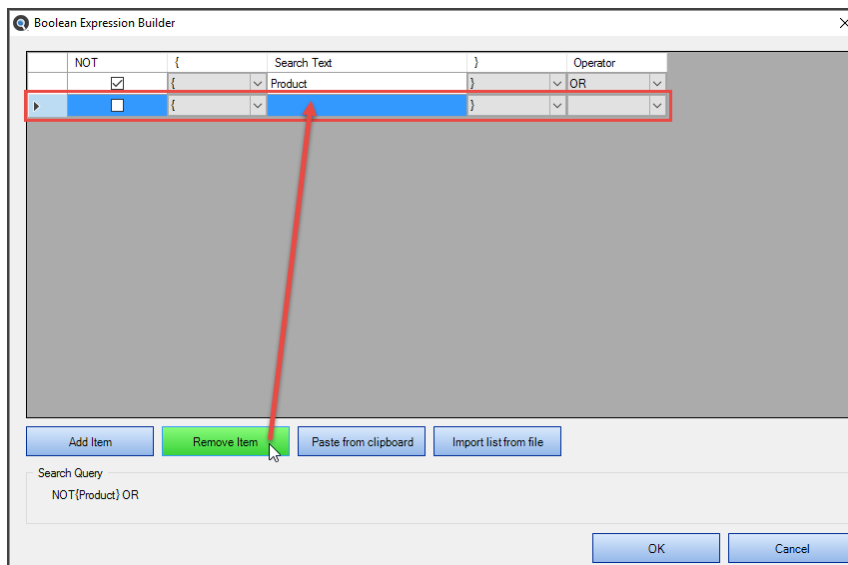 Boolean Expression Builder
NOT { Search Text } Operator
{ Product } OR
{ }
Add Item Remove Item Paste from clipboard Import list from file
Search Query
NOT{Product} OR
OK Cancel